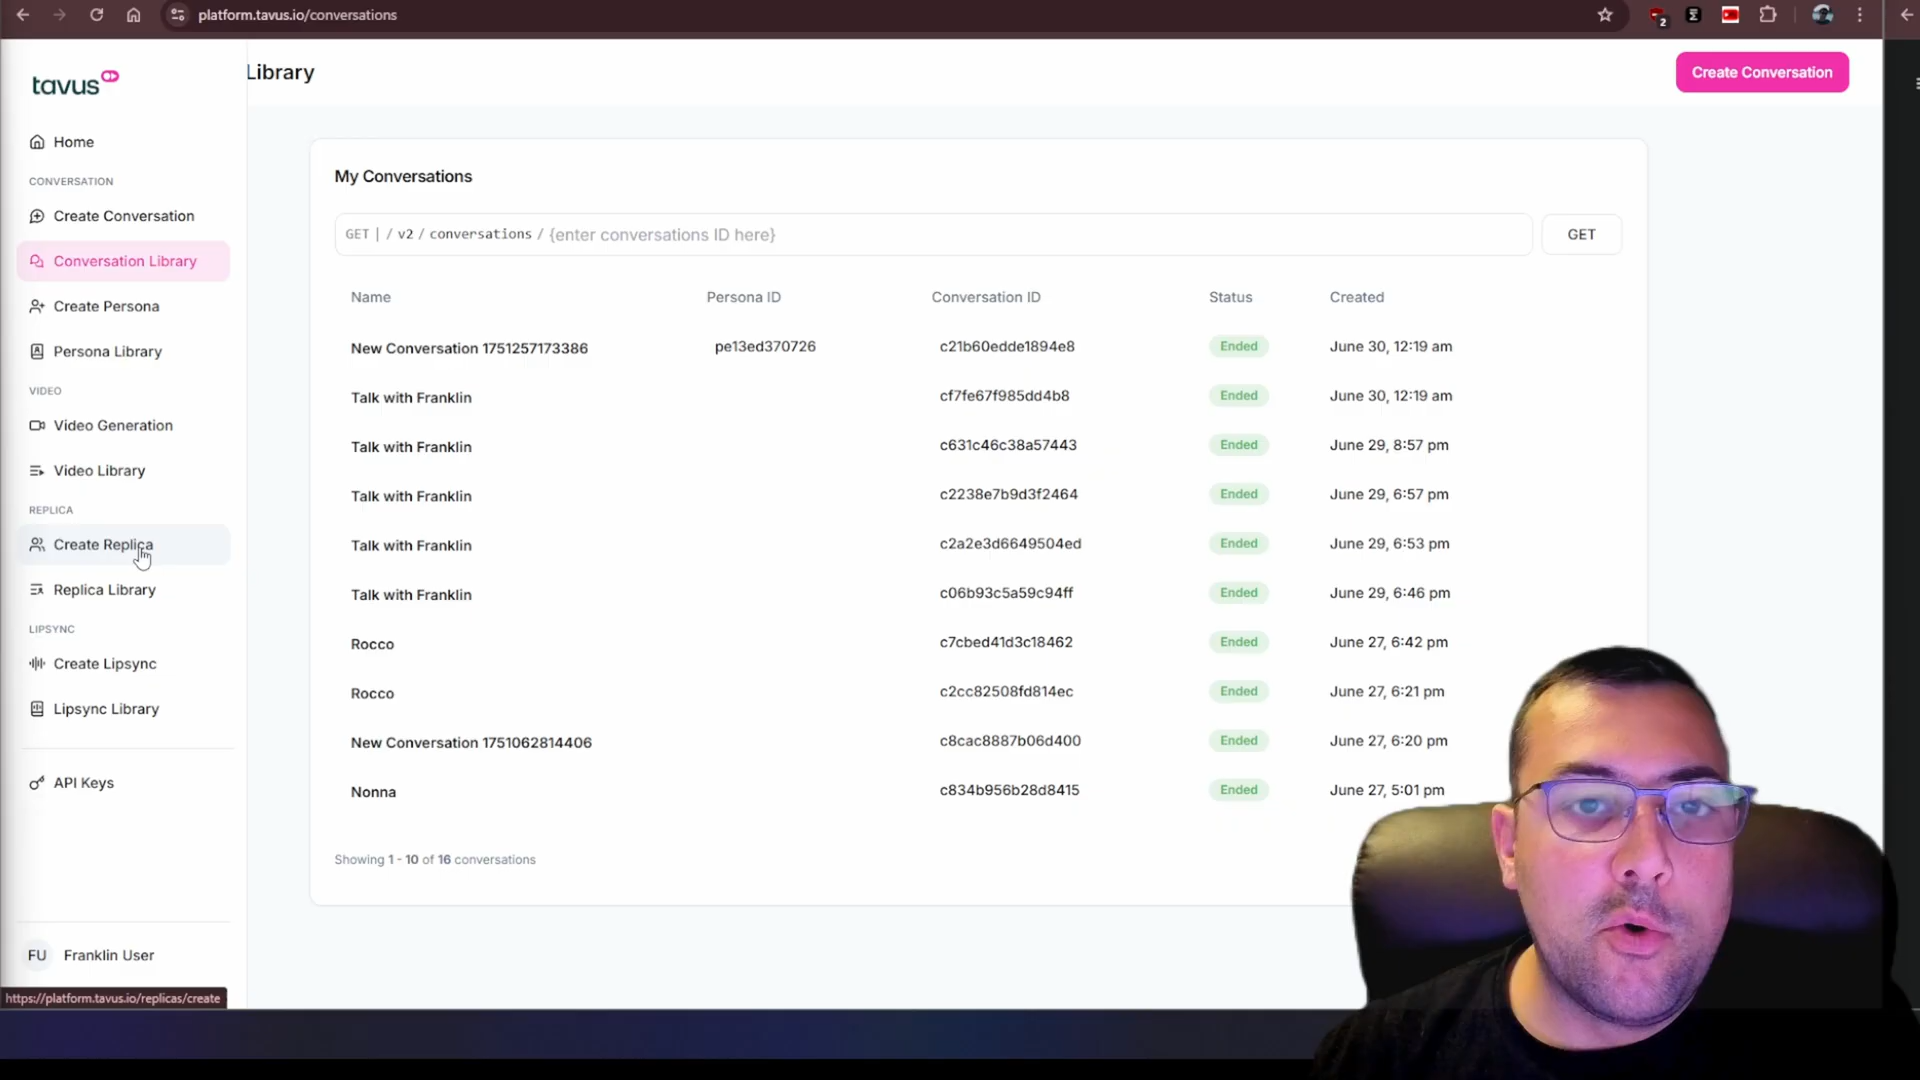 platform.tavus.io/conversations
2
tavus
Library
Create Conversation
Home
CONVERSATION
Create Conversation
Conversation Library
Create Persona
Persona Library
VIDEO
Video Generation
Video Library
REPLICA
Create Replica
Replica Library
LIPSYNC
Create Lipsync
Lipsync Library
API Keys
FU Franklin User
https://platform.tavus.io/replicas/create
My Conversations
GET | / v2 / conversations / {enter conversations ID here} GET
Name Persona ID Conversation ID Status Created
New Conversation 1751257173386 pe13ed370726 c21b60edde1894e8 Ended June 30, 12:19 am
Talk with Franklin cf7fe67f985dd4b8 Ended June 30, 12:19 am
Talk with Franklin c631c46c38a57443 Ended June 29, 8:57 pm
Talk with Franklin c2238e7b9d3f2464 Ended June 29, 6:57 pm
Talk with Franklin c2a2e3d6649504ed Ended June 29, 6:53 pm
Talk with Franklin c06b93c5a59c94ff Ended June 29, 6:46 pm
Rocco c7cbed41d3c18462 Ended June 27, 6:42 pm
Rocco c2cc82508fd814ec Ended June 27, 6:21 pm
New Conversation 1751062814406 c8cac8887b06d400 Ended June 27, 6:20 pm
Nonna c834b956b28d8415 Ended June 27, 5:01 pm
Showing 1 - 10 of 16 conversations